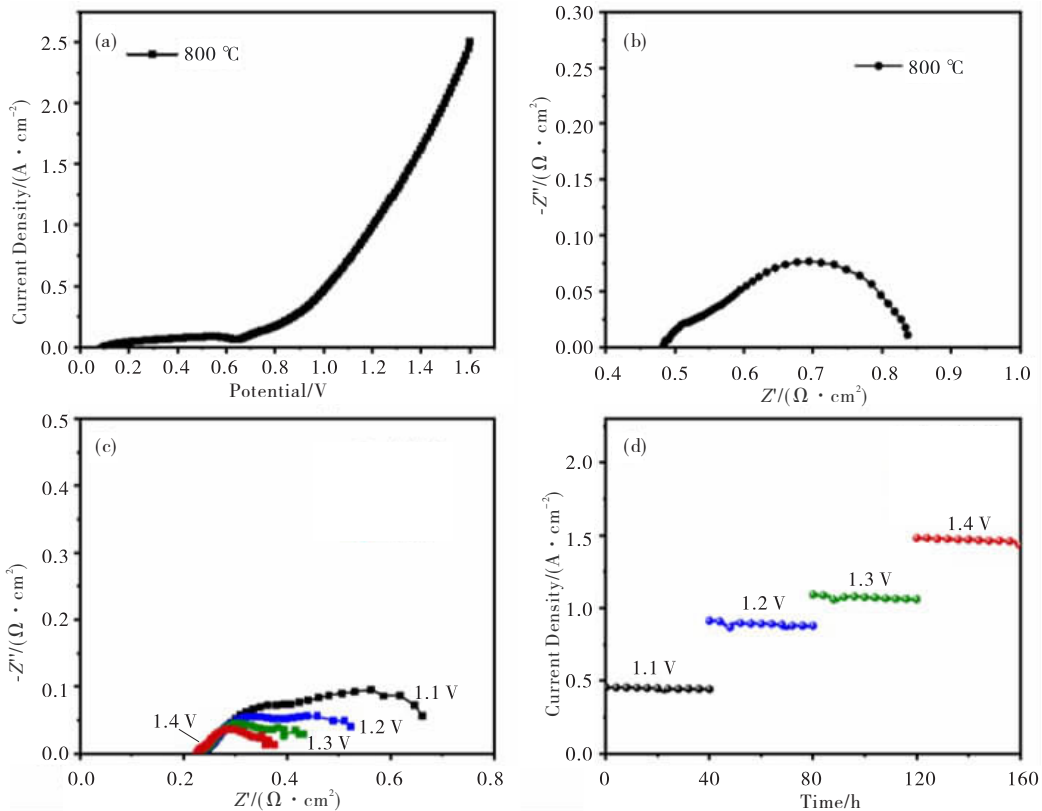 (a)
800 ℃
Current Density/(A·cm⁻²)
2.5
2.0
1.5
1.0
0.5
0.0
0.0 0.2 0.4 0.6 0.8 1.0 1.2 1.4 1.6
Potential/V
(b)
800 ℃
-Z″/(Ω·cm²)
0.30
0.25
0.20
0.15
0.10
0.05
0.00
0.4 0.5 0.6 0.7 0.8 0.9 1.0
Z′/(Ω·cm²)
(c)
-Z″/(Ω·cm²)
0.5
0.4
0.3
0.2
0.1
0.0
1.4 V
1.1 V
1.2 V
1.3 V
0.0 0.2 0.4 0.6 0.8
Z′/(Ω·cm²)
(d)
Current Density/(A·cm⁻²)
2.0
1.5
1.0
0.5
0.0
1.4 V
1.3 V
1.2 V
1.1 V
0 40 80 120 160
Time/h